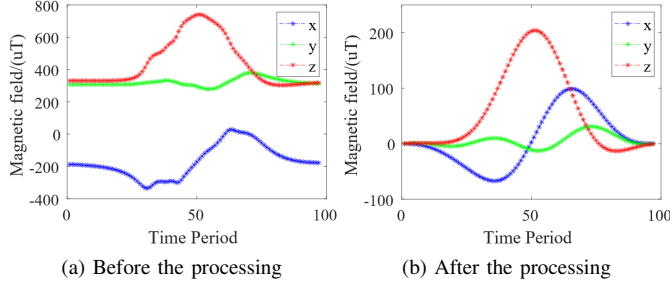 800
600
400
200
0
-200
-400
Magnetic field/(uT)
x
y
z
0
50
100
Time Period
(a) Before the processing
200
100
0
-100
Magnetic field/(uT)
x
y
z
0
50
100
Time Period
(b) After the processing